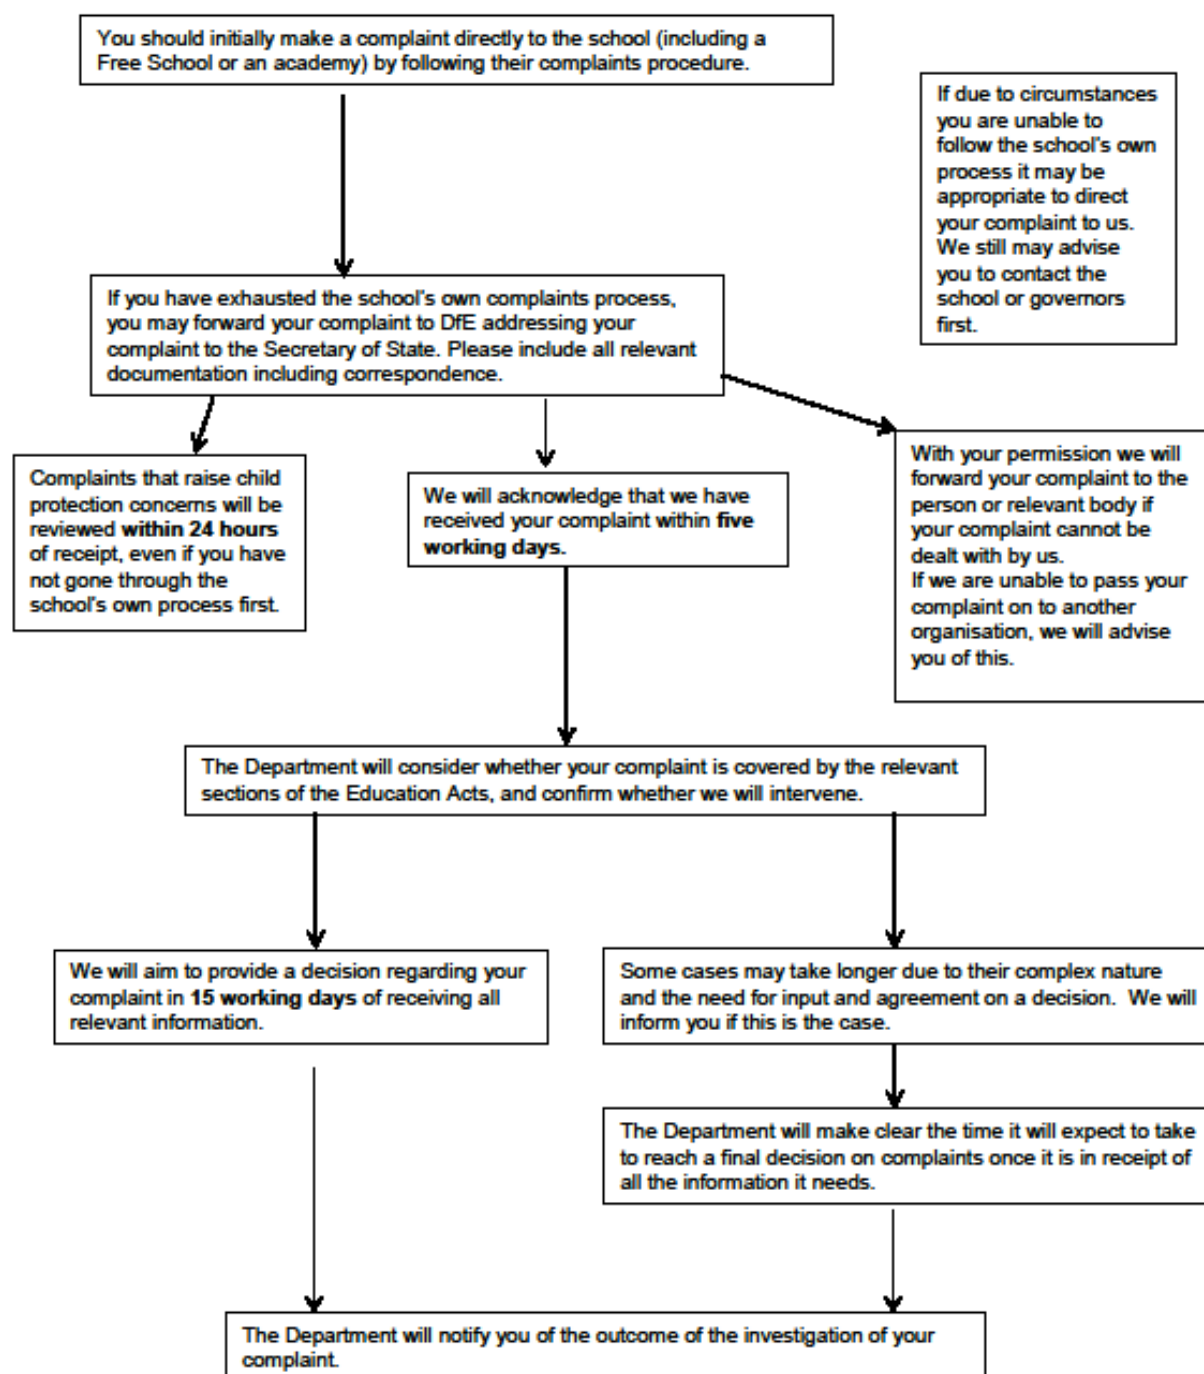 You should initially make a complaint directly to the school (including a
Free School or an academy) by following their complaints procedure.
If due to circumstances
you are unable to
follow the school's own
process it may be
appropriate to direct
your complaint to us.
We still may advise
you to contact the
school or governors
first.
If you have exhausted the school's own complaints process,
you may forward your complaint to DfE addressing your
complaint to the Secretary of State. Please include all relevant
documentation including correspondence.
Complaints that raise child
protection concerns will be
reviewed within 24 hours
of receipt, even if you have
not gone through the
school's own process first.
We will acknowledge that we have
received your complaint within five
working days.
With your permission we will
forward your complaint to the
person or relevant body if
your complaint cannot be
dealt with by us.
If we are unable to pass your
complaint on to another
organisation, we will advise
you of this.
The Department will consider whether your complaint is covered by the relevant
sections of the Education Acts, and confirm whether we will intervene.
We will aim to provide a decision regarding your
complaint in 15 working days of receiving all
relevant information.
Some cases may take longer due to their complex nature
and the need for input and agreement on a decision.  We will
inform you if this is the case.
The Department will make clear the time it will expect to take
to reach a final decision on complaints once it is in receipt of
all the information it needs.
The Department will notify you of the outcome of the investigation of your
complaint.